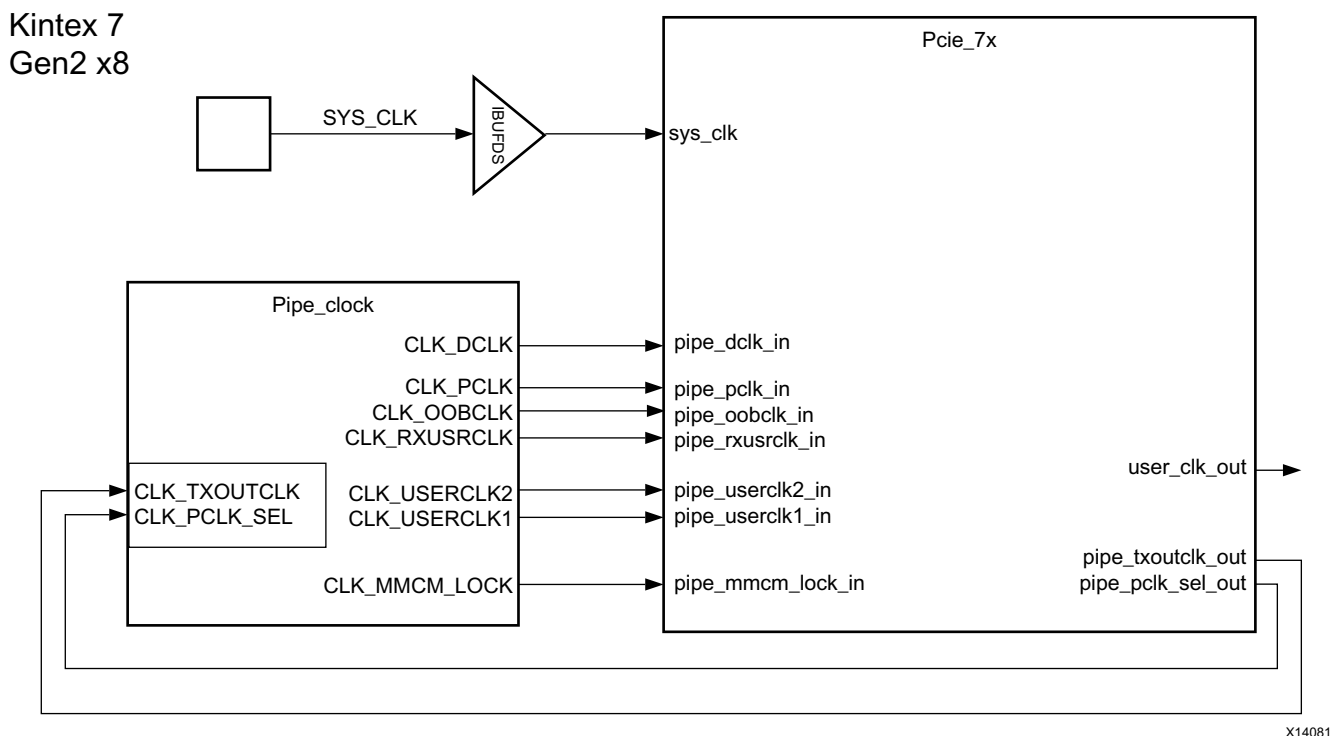 Kintex 7
Gen2 x8
Pcie_7x
SYS_CLK
IBUFDS
sys_clk
Pipe_clock
CLK_DCLK
pipe_dclk_in
CLK_PCLK
pipe_pclk_in
CLK_OOBCLK
pipe_oobclk_in
CLK_RXUSRCLK
pipe_rxusrclk_in
user_clk_out
CLK_TXOUTCLK
CLK_PCLK_SEL
CLK_USERCLK2
pipe_userclk2_in
CLK_USERCLK1
pipe_userclk1_in
pipe_txoutclk_out
pipe_pclk_sel_out
CLK_MMCM_LOCK
pipe_mmcm_lock_in
X14081